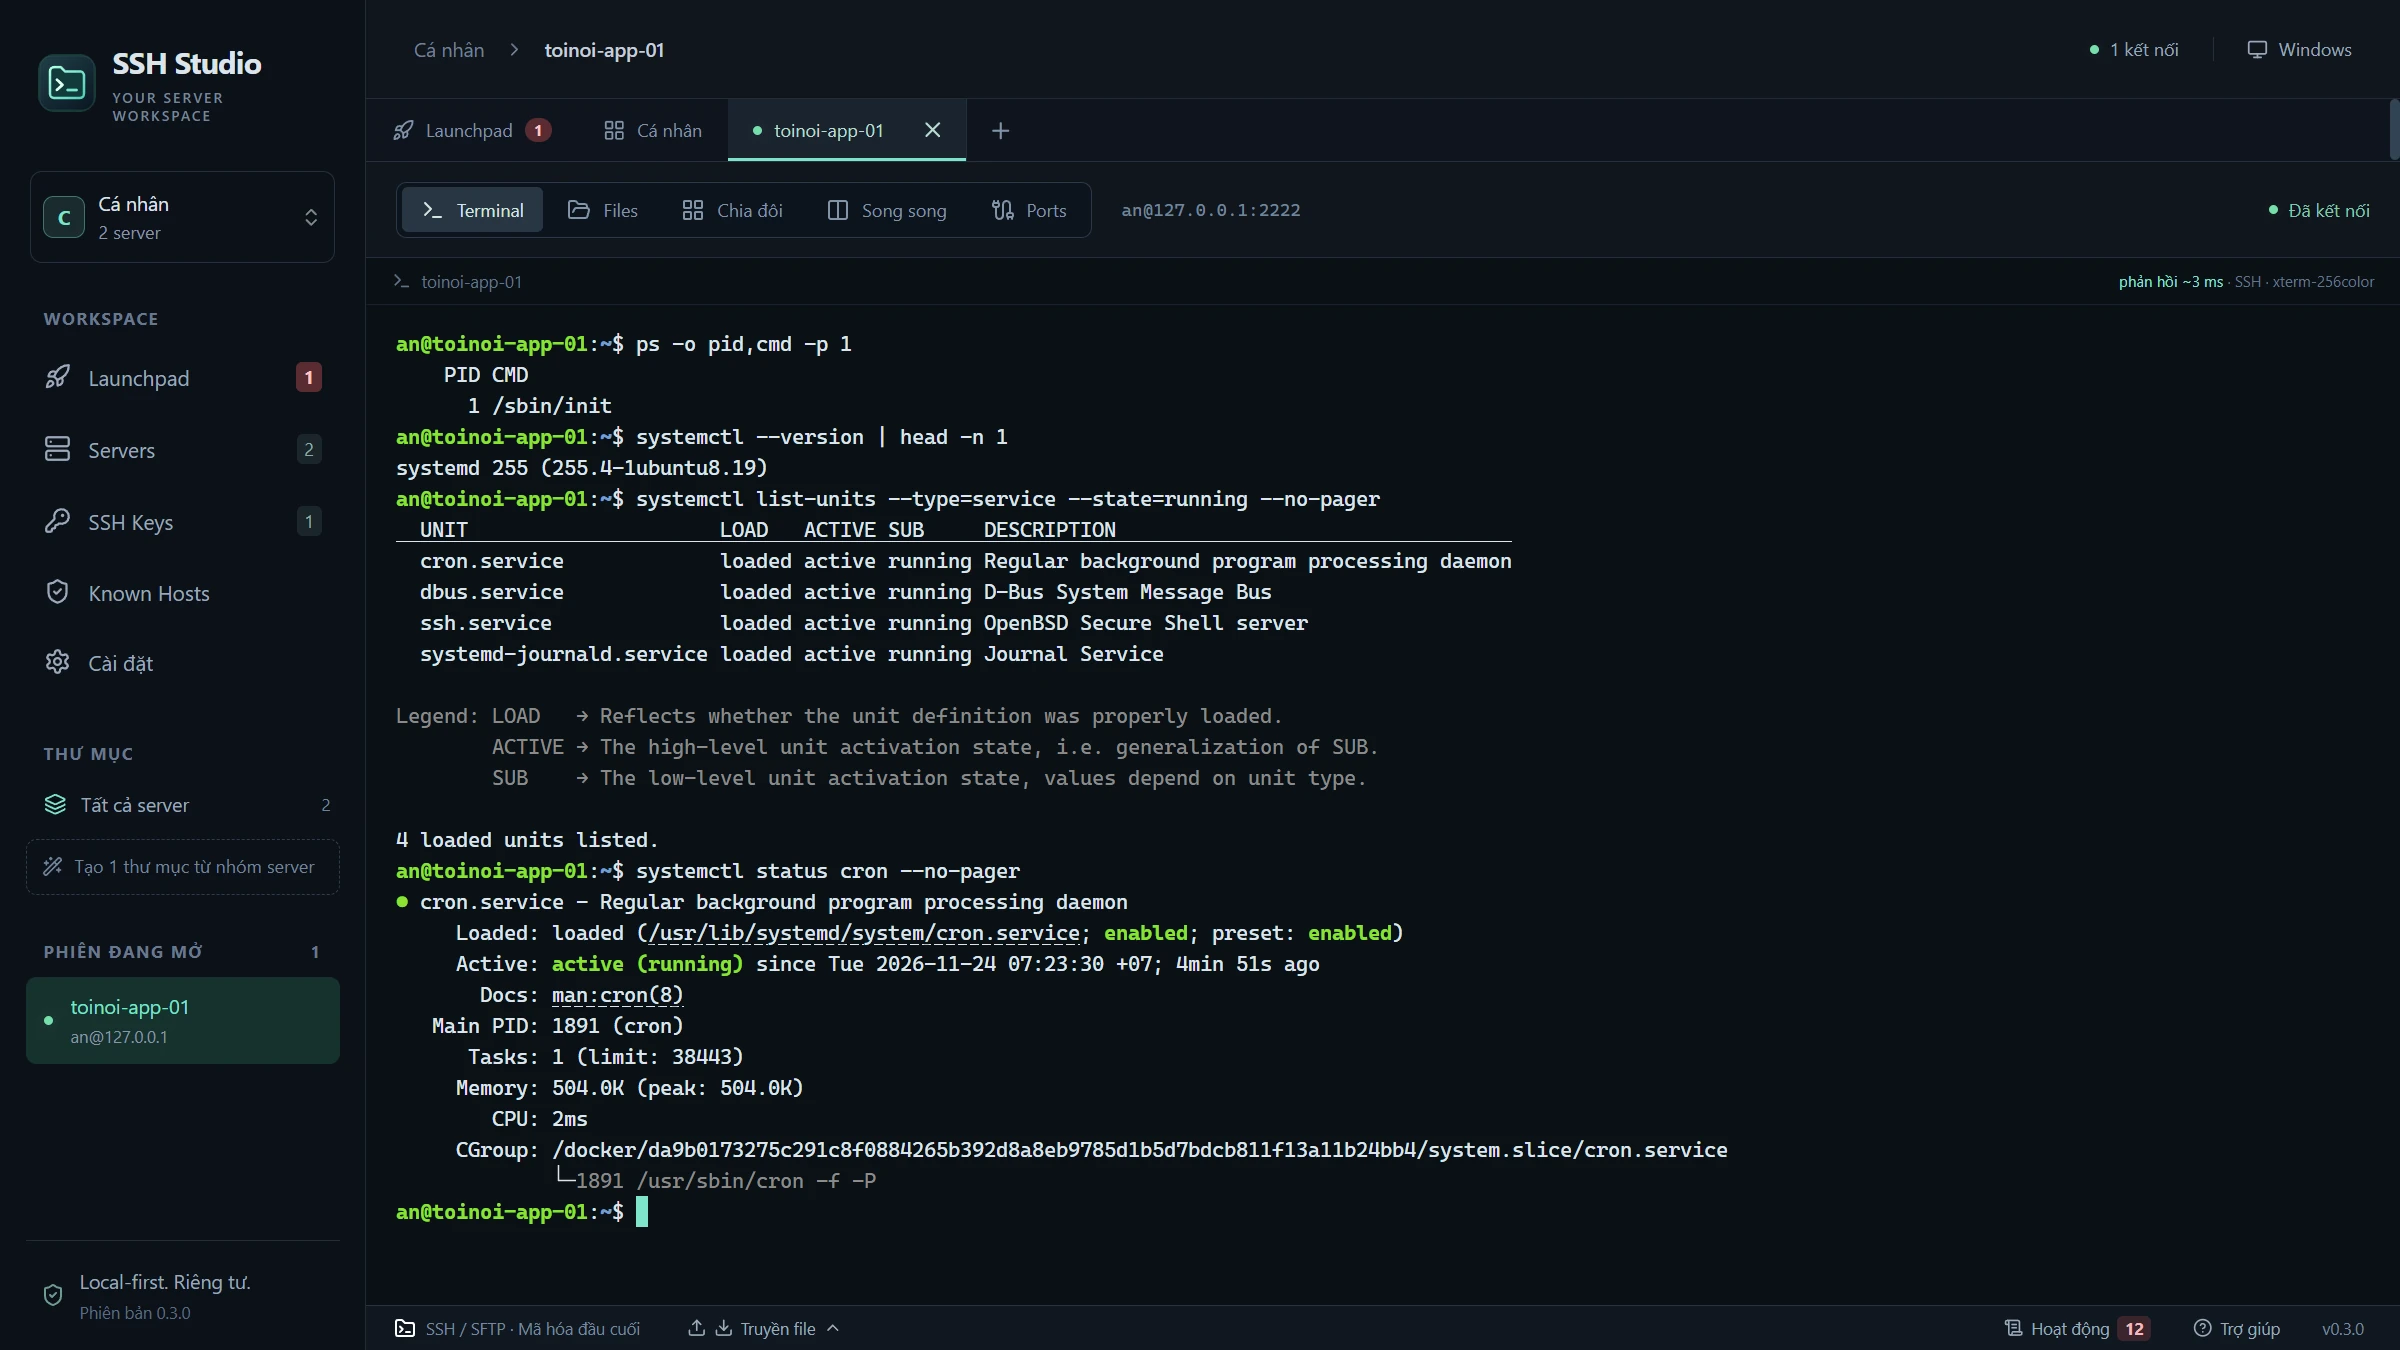 SSH Studio
YOUR SERVER
WORKSPACE
C
Cá nhân
2 server
WORKSPACE
Launchpad 1
Servers 2
SSH Keys 1
Known Hosts
Cài đặt
THƯ MỤC
Tất cả server 2
Tạo 1 thư mục từ nhóm server
PHIÊN ĐANG MỞ 1
toinoi-app-01
an@127.0.0.1
Local-first. Riêng tư.
Phiên bản 0.3.0
Cá nhân > toinoi-app-01
1 kết nối
Windows
Launchpad 1
Cá nhân
toinoi-app-01
Terminal
Files
Chia đôi
Song song
Ports
an@127.0.0.1:2222
Đã kết nối
toinoi-app-01
phản hồi ~3 ms · SSH · xterm-256color
an@toinoi-app-01:~$ ps -o pid,cmd -p 1
PID CMD
1 /sbin/init
an@toinoi-app-01:~$ systemctl --version | head -n 1
systemd 255 (255.4-1ubuntu8.19)
an@toinoi-app-01:~$ systemctl list-units --type=service --state=running --no-pager
UNIT LOAD ACTIVE SUB DESCRIPTION
cron.service loaded active running Regular background program processing daemon
dbus.service loaded active running D-Bus System Message Bus
ssh.service loaded active running OpenBSD Secure Shell server
systemd-journald.service loaded active running Journal Service
Legend: LOAD → Reflects whether the unit definition was properly loaded.
ACTIVE → The high-level unit activation state, i.e. generalization of SUB.
SUB → The low-level unit activation state, values depend on unit type.
4 loaded units listed.
an@toinoi-app-01:~$ systemctl status cron --no-pager
● cron.service - Regular background program processing daemon
Loaded: loaded (/usr/lib/systemd/system/cron.service; enabled; preset: enabled)
Active: active (running) since Tue 2026-11-24 07:23:30 +07; 4min 51s ago
Docs: man:cron(8)
Main PID: 1891 (cron)
Tasks: 1 (limit: 38443)
Memory: 504.0K (peak: 504.0K)
CPU: 2ms
CGroup: /docker/da9b0173275c291c8f0884265b392d8a8eb9785d1b5d7bdcb811f13a11b24bb4/system.slice/cron.service
└─1891 /usr/sbin/cron -f -P
an@toinoi-app-01:~$
SSH / SFTP · Mã hóa đầu cuối
Truyền file
Hoạt động 12
Trợ giúp
v0.3.0